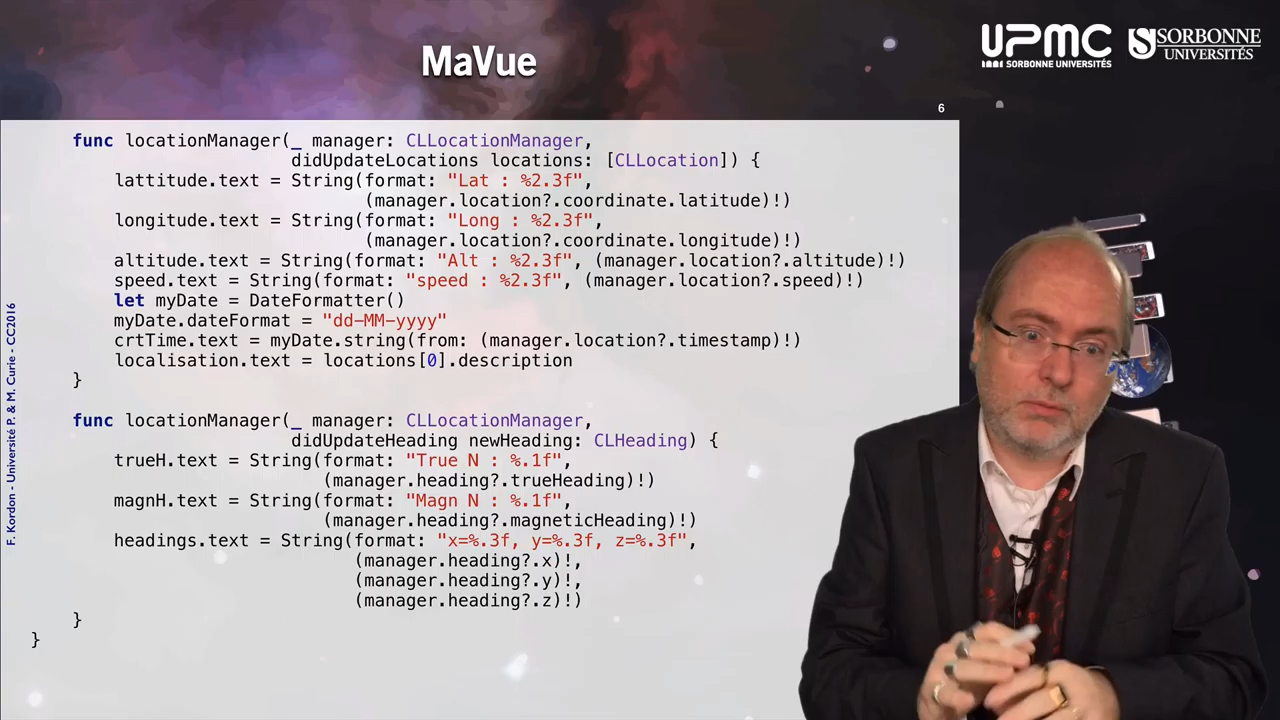 MaVue
UPMC
SORBONNE UNIVERSITÉS
SORBONNE
UNIVERSITÉS
6
func locationManager(_ manager: CLLocationManager,
didUpdateLocations locations: [CLLocation]) {
lattitude.text = String(format: "Lat : %2.3f",
(manager.location?.coordinate.latitude)!)
longitude.text = String(format: "Long : %2.3f",
(manager.location?.coordinate.longitude)!)
altitude.text = String(format: "Alt : %2.3f", (manager.location?.altitude)!)
speed.text = String(format: "speed : %2.3f", (manager.location?.speed)!)
let myDate = DateFormatter()
myDate.dateFormat = "dd-MM-yyyy"
crtTime.text = myDate.string(from: (manager.location?.timestamp)!)
localisation.text = locations[0].description
}
func locationManager(_ manager: CLLocationManager,
didUpdateHeading newHeading: CLHeading) {
trueH.text = String(format: "True N : %.1f",
(manager.heading?.trueHeading)!)
magnH.text = String(format: "Magn N : %.1f",
(manager.heading?.magneticHeading)!)
headings.text = String(format: "x=%.3f, y=%.3f, z=%.3f",
(manager.heading?.x)!,
(manager.heading?.y)!,
(manager.heading?.z)!)
}
}
F. Kordon - Université P. & M. Curie - CC2016